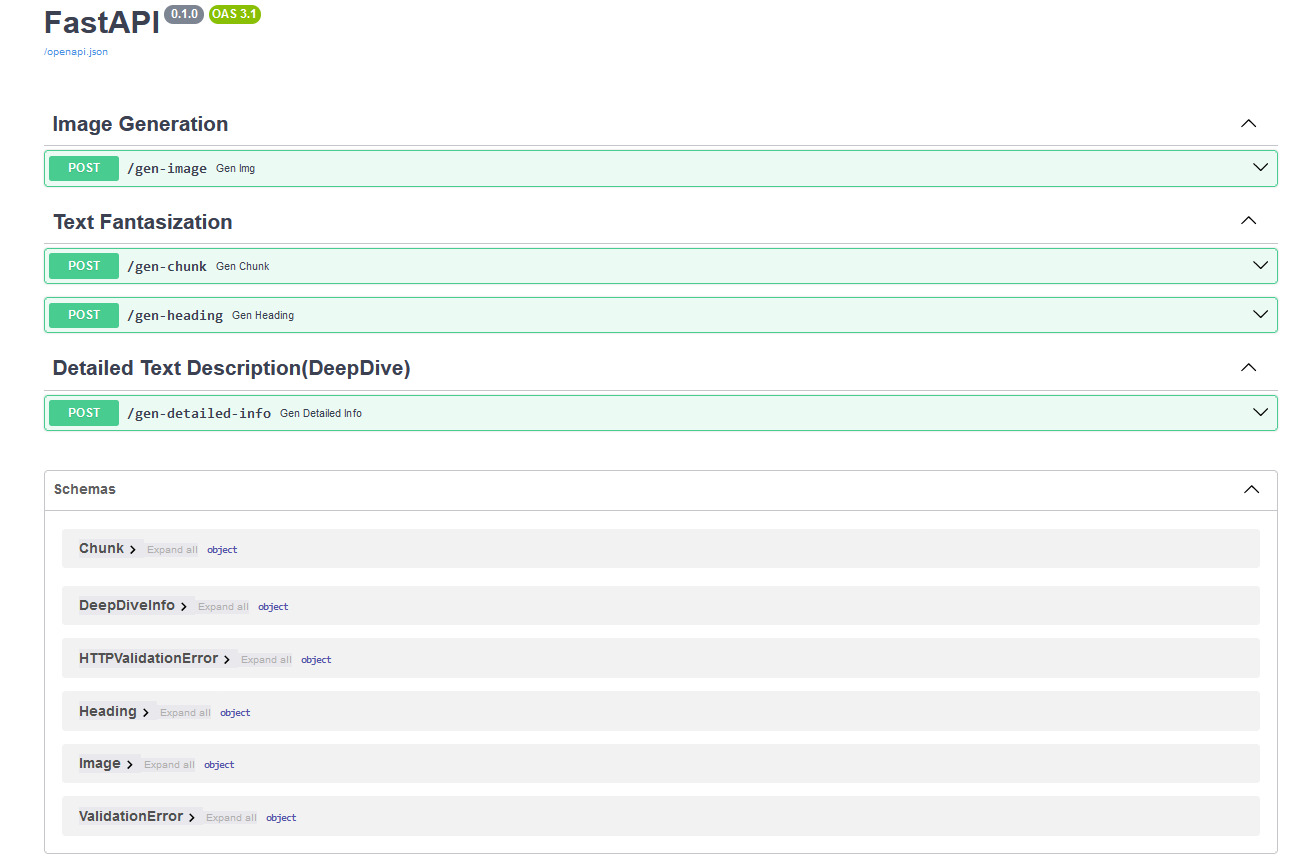 FastAPI 0.1.0 OAS 3.1
/openapi.json
Image Generation
POST /gen-image Gen Img
Text Fantasization
POST /gen-chunk Gen Chunk
POST /gen-heading Gen Heading
Detailed Text Description(DeepDive)
POST /gen-detailed-info Gen Detailed Info
Schemas
Chunk Expand all object
DeepDiveInfo Expand all object
HTTPValidationError Expand all object
Heading Expand all object
Image Expand all object
ValidationError Expand all object